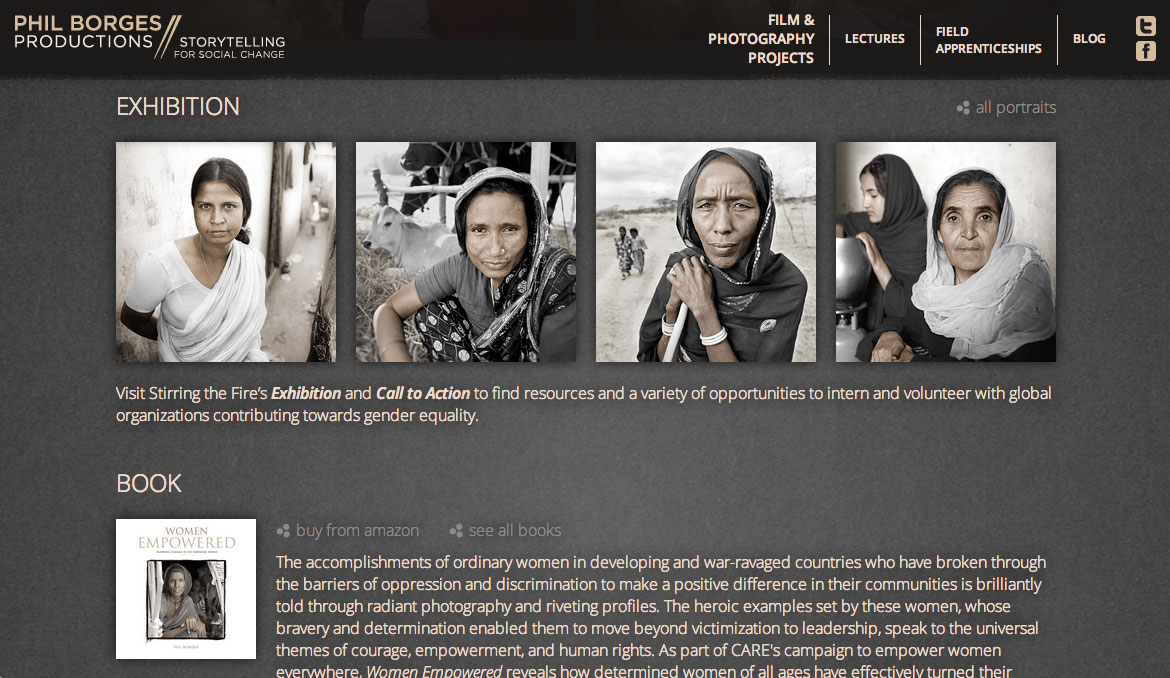 PHIL BORGES
PRODUCTIONS
STORYTELLING
FOR SOCIAL CHANGE
FILM &
PHOTOGRAPHY
PROJECTS
LECTURES
FIELD
APPRENTICESHIPS
BLOG
EXHIBITION
all portraits
Visit Stirring the Fire's Exhibition and Call to Action to find resources and a variety of opportunities to intern and volunteer with global
organizations contributing towards gender equality.
BOOK
WOMEN
EMPOWERED
PHIL BORGES
buy from amazon
see all books
The accomplishments of ordinary women in developing and war-ravaged countries who have broken through
the barriers of oppression and discrimination to make a positive difference in their communities is brilliantly
told through radiant photography and riveting profiles. The heroic examples set by these women, whose
bravery and determination enabled them to move beyond victimization to leadership, speak to the universal
themes of courage, empowerment, and human rights. As part of CARE's campaign to empower women
everywhere, Women Empowered reveals how determined women of all ages have effectively turned their